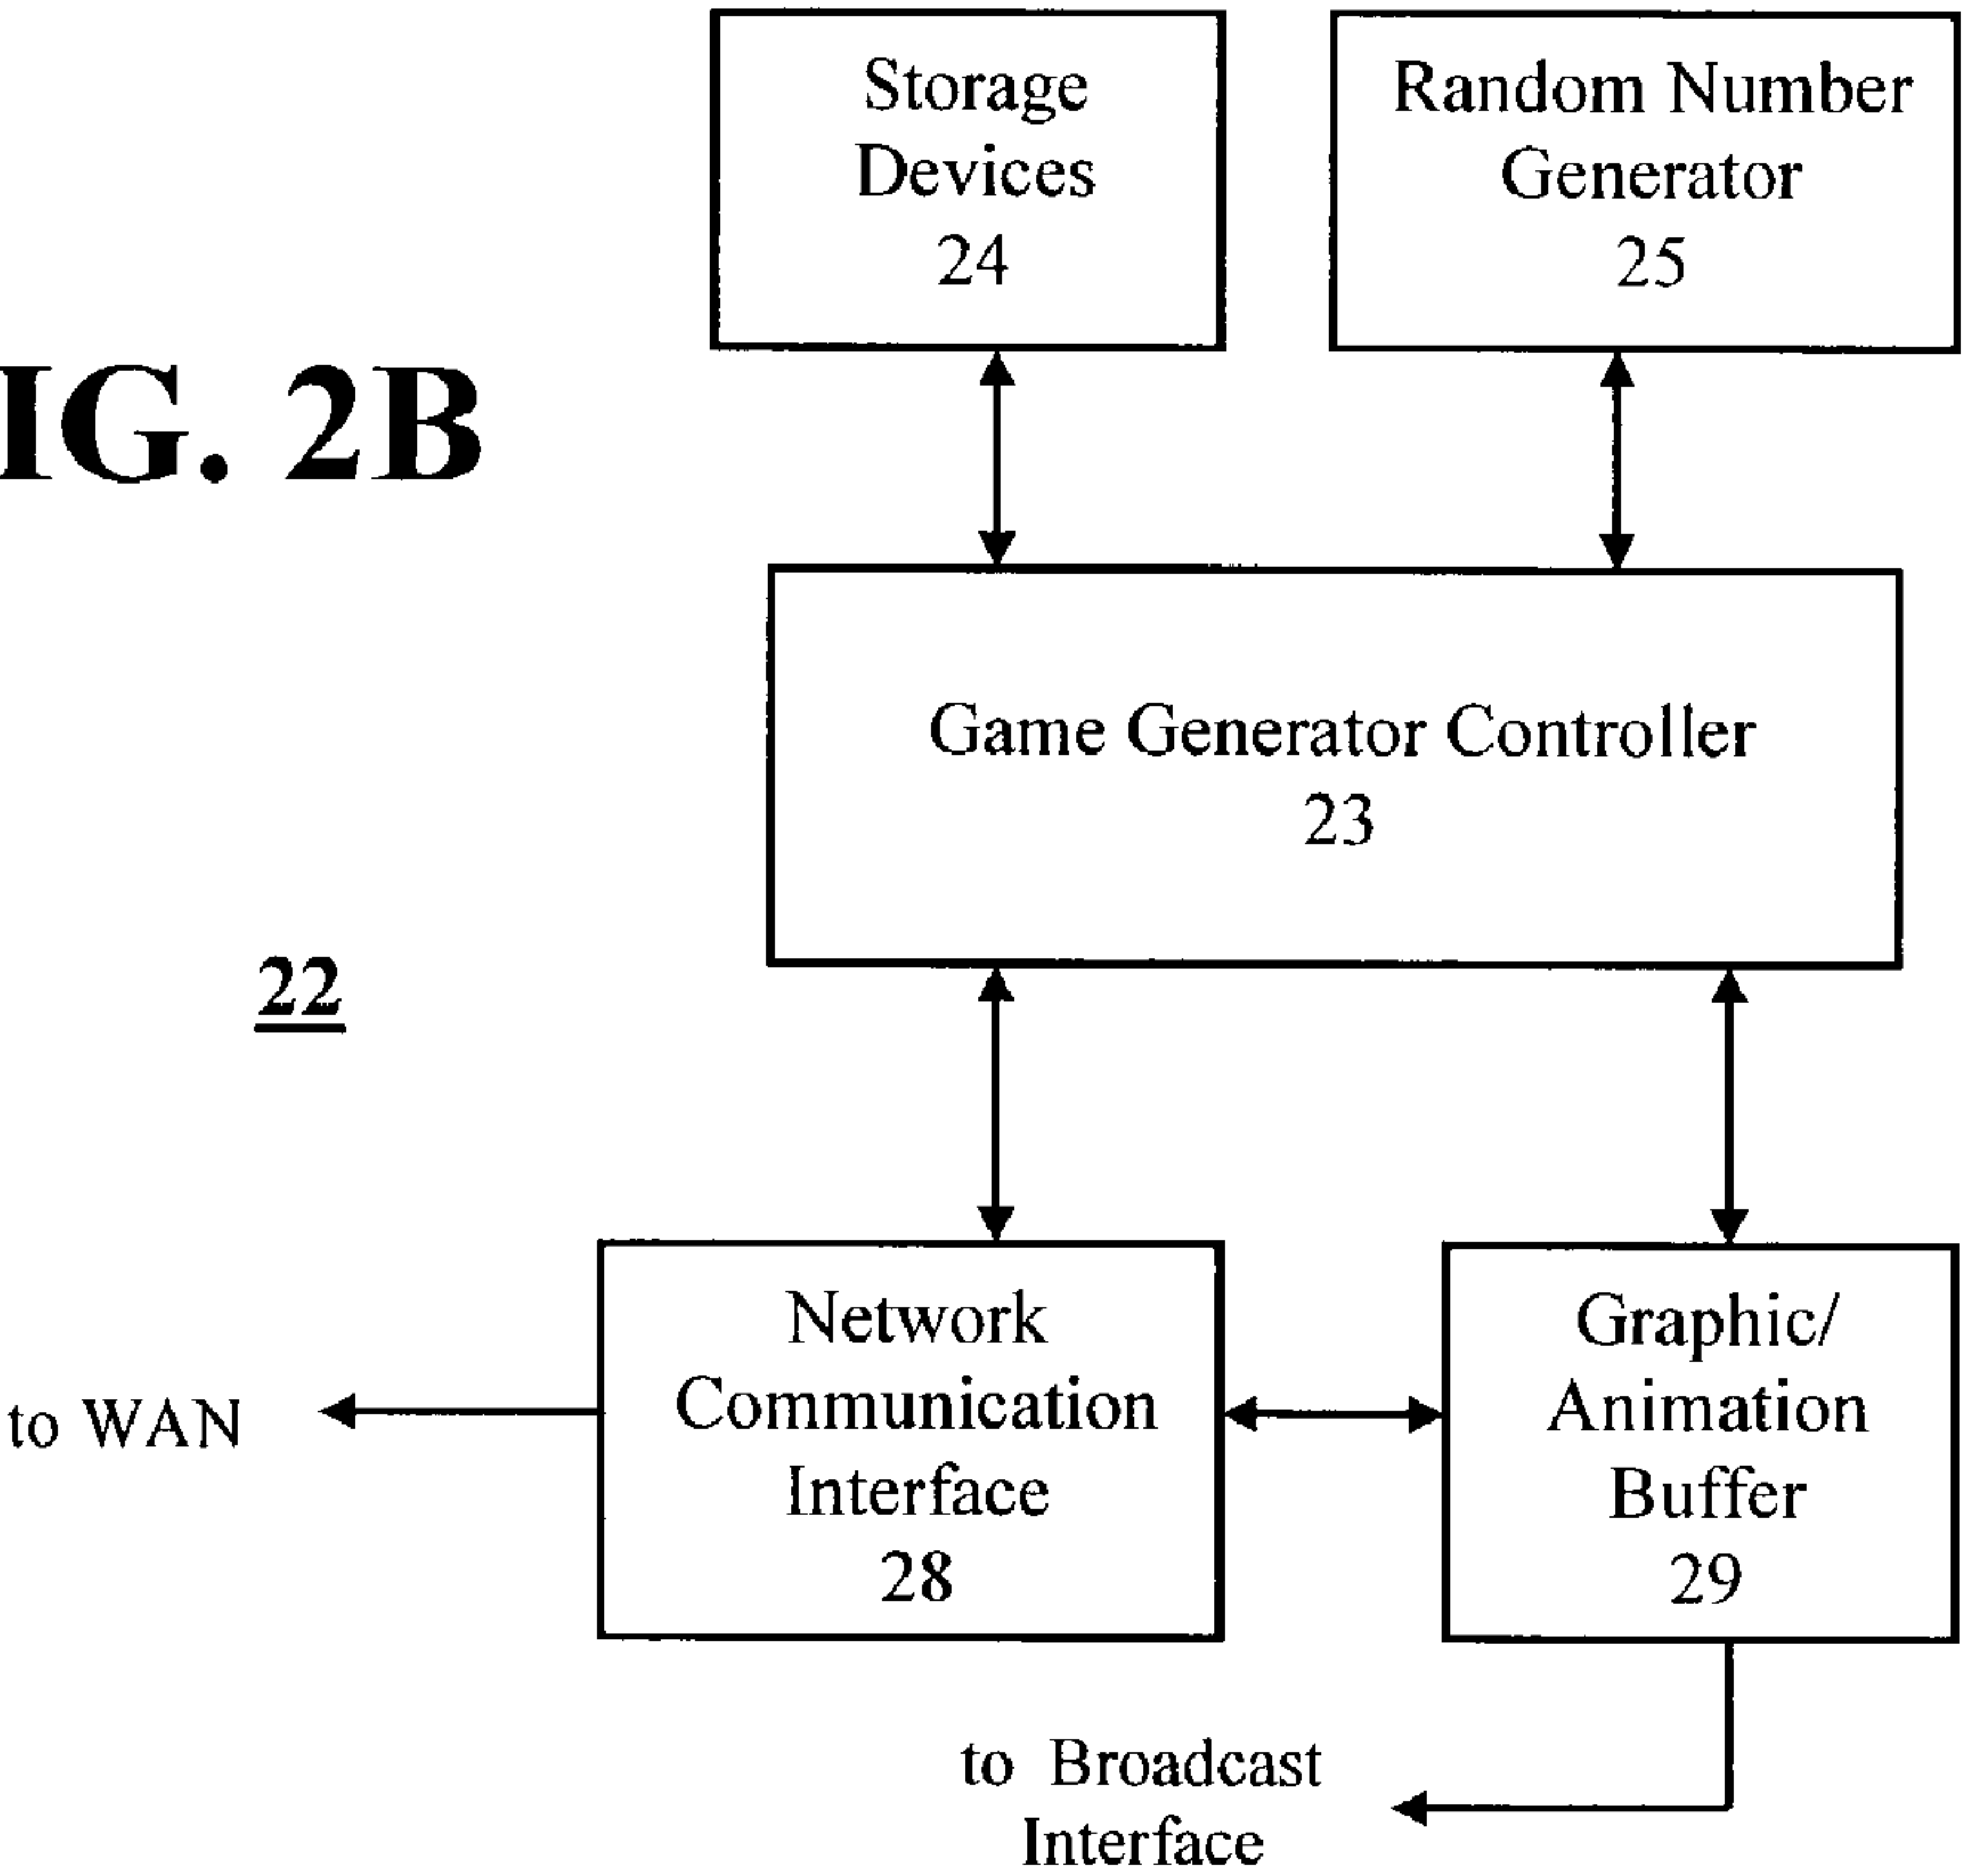 Storage
Devices
24
Random Number
Generator
25
IG. 2B
Game Generator Controller
23
22
Network
Communication
Interface
28
Graphic/
Animation
Buffer
29
to WAN
to Broadcast
Interface